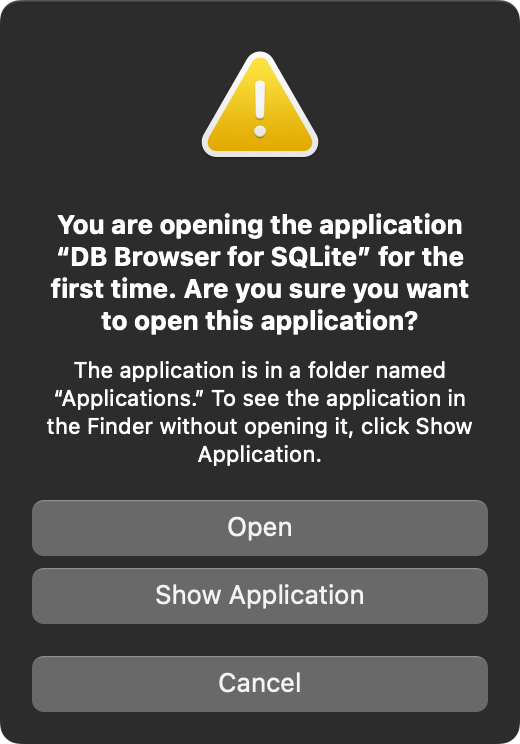 You are opening the application
“DB Browser for SQLite” for the
first time. Are you sure you want
to open this application?
The application is in a folder named
“Applications.” To see the application in
the Finder without opening it, click Show
Application.
Open
Show Application
Cancel